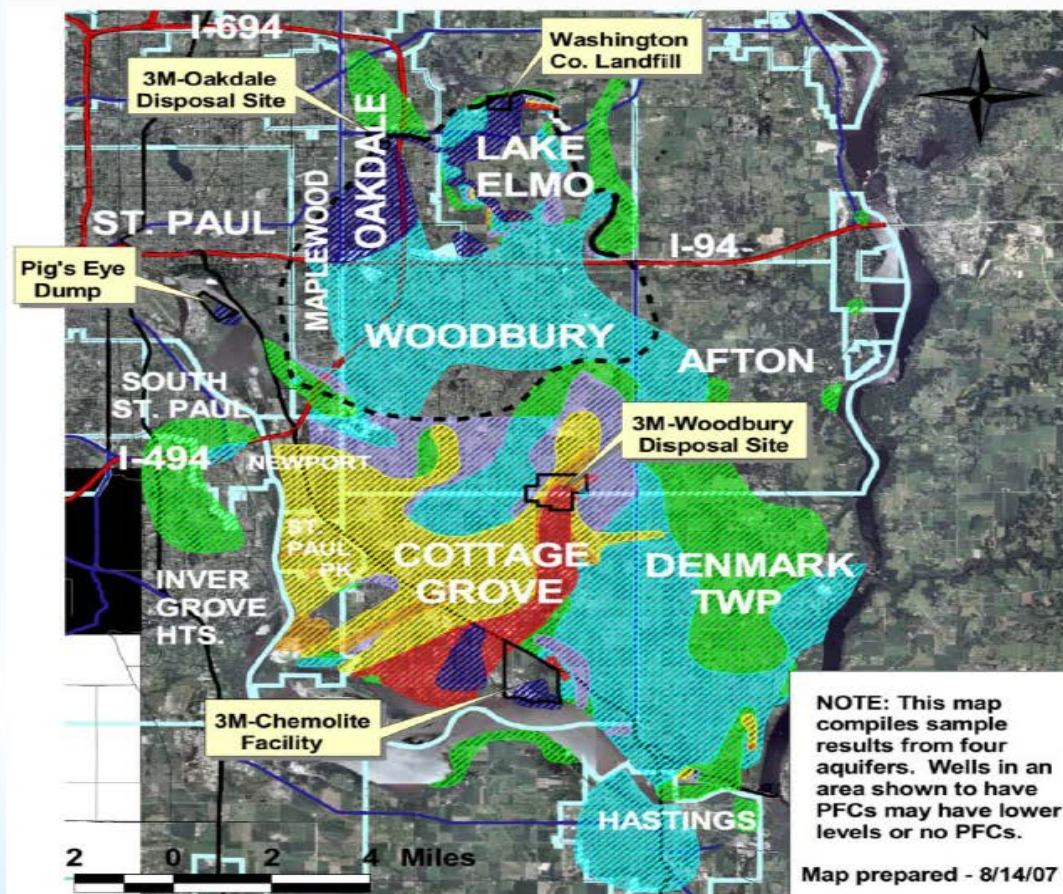 I-694
Washington
Co. Landfill
N
3M-Oakdale
Disposal Site
OAKDALE
LAKE
ELMO
MAPLEWOOD
ST. PAUL
I-94
Pig's Eye
Dump
WOODBURY
AFTON
SOUTH
ST. PAUL
3M-Woodbury
Disposal Site
I-494
NEWPORT
ST.
PAUL
PK.
COTTAGE
GROVE
DENMARK
TWP
INVER
GROVE
HTS.
3M-Chemolite
Facility
NOTE: This map
compiles sample
results from four
aquifers. Wells in an
area shown to have
PFCs may have lower
levels or no PFCs.
HASTINGS
2 0 2 4 Miles
Map prepared - 8/14/07